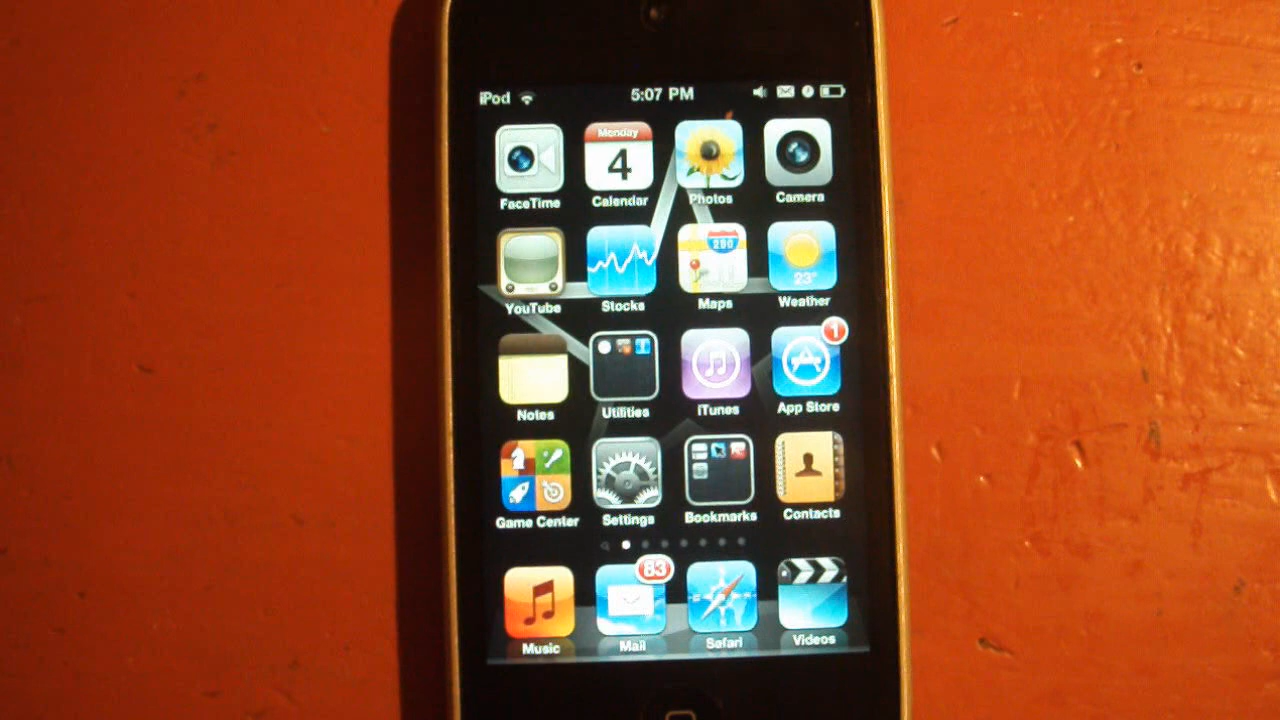 iPod 5:07 PM
Monday
4
FaceTime Calendar Photos Camera
280
23°
YouTube Stocks Maps Weather
1
Notes Utilities iTunes App Store
Game Center Settings Bookmarks Contacts
83
Music Mail Safari Videos